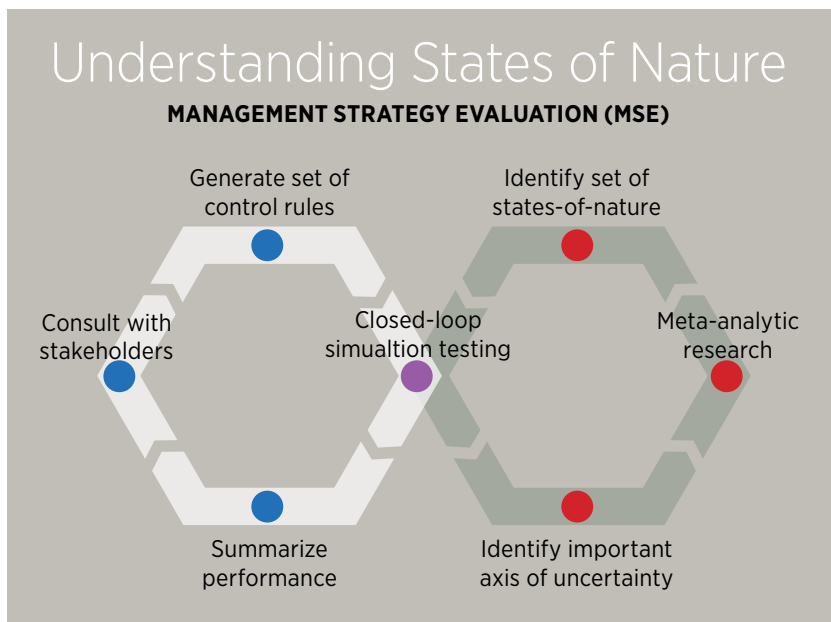 Understanding States of Nature
MANAGEMENT STRATEGY EVALUATION (MSE)
Generate set of
control rules
Identify set of
states-of-nature
Consult with
stakeholders
Closed-loop
simualtion testing
Meta-analytic
research
Summarize
performance
Identify important
axis of uncertainty